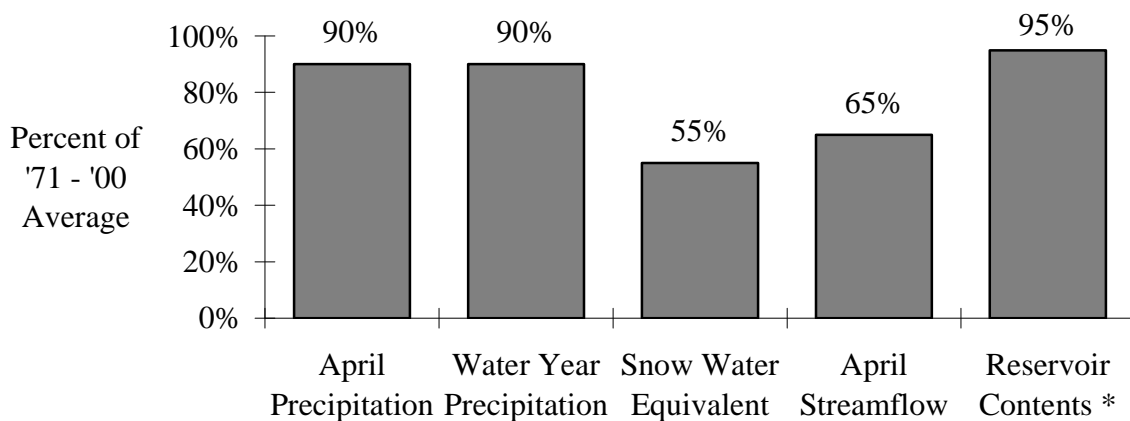 90%
90%
95%
100%
80%
65%
Percent of
55%
60%
'71 - '00
Average
40%
20%
0%
April
Precipitation
Water Year
Precipitation
Snow Water
Equivalent
April
Streamflow
Reservoir
Contents *